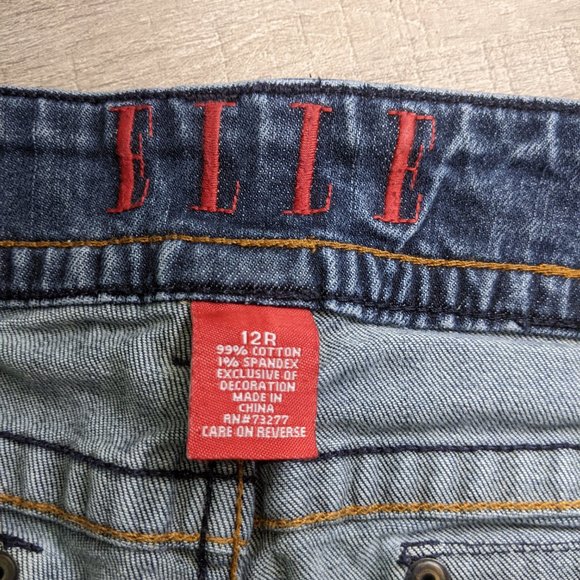 ELLE
12R
99% COTTON
1% SPANDEX
EXCLUSIVE OF
DECORATION
MADE IN
CHINA
RN#73277
CARE ON REVERSE